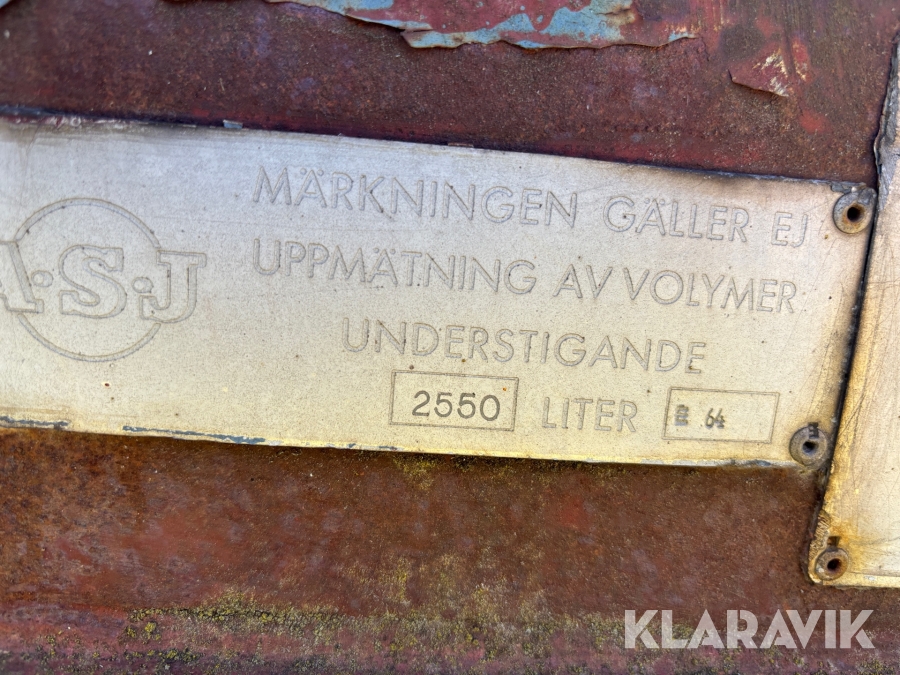 A.S.J
MÄRKNINGEN GÄLLER EJ
UPPMÄTNING AV VOLYMER
UNDERSTIGANDE
2550 LITER 64
KLARAVIK